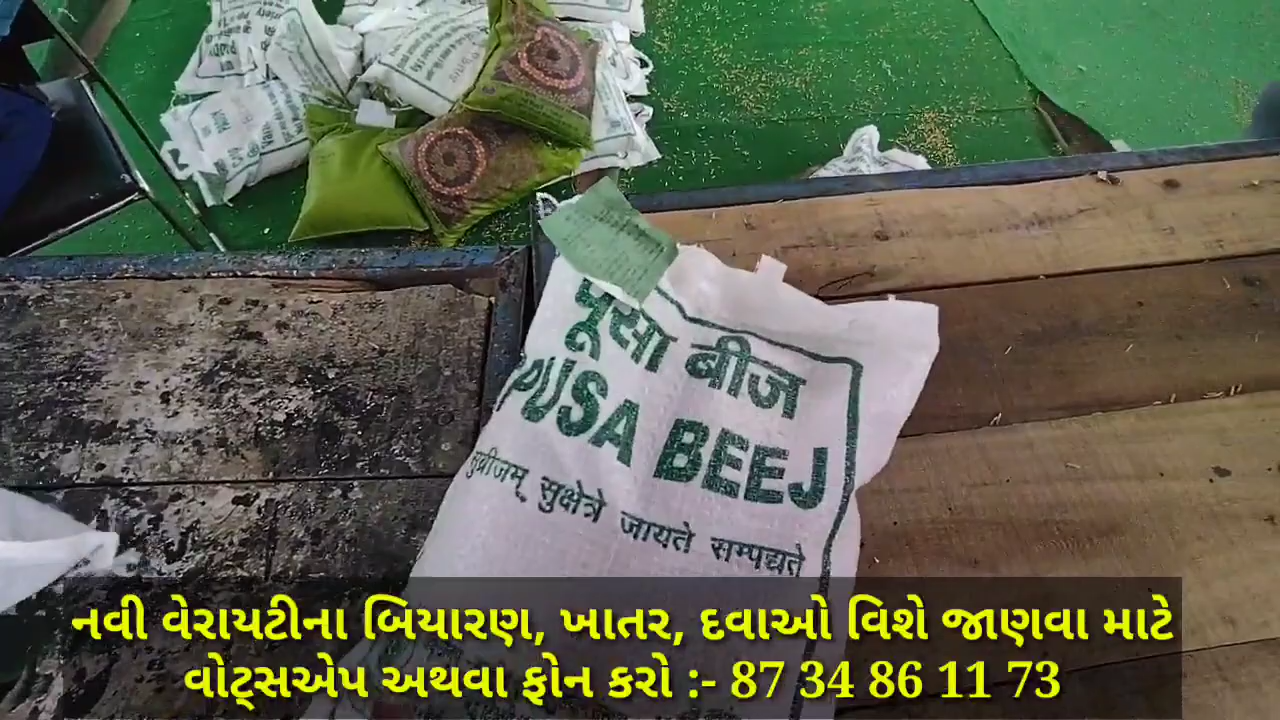 पूसा बीज
PUSA BEEJ
सुबीजम् सुक्षेत्रे जायते सम्पद्यते
નવી વેરાયટીના બિયારણ, ખાતર, દવાઓ વિશે જાણવા માટે
વોટ્સએપ અથવા ફોન કરો :- 87 34 86 11 73